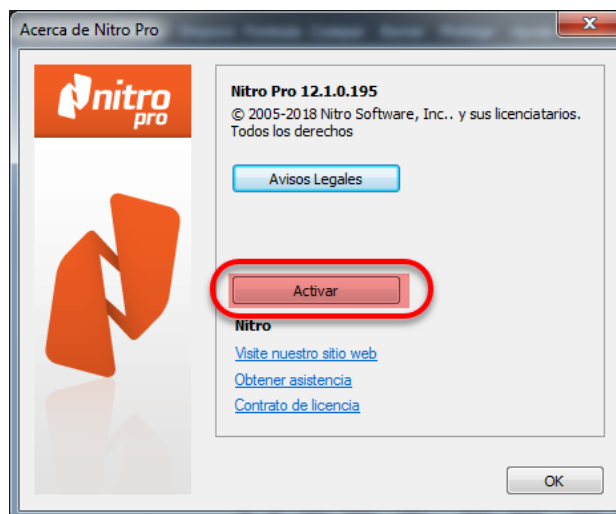 Acerca de Nitro Pro
nitro
pro
Nitro Pro 12.1.0.195
© 2005-2018 Nitro Software, Inc.. y sus licenciatarios.
Todos los derechos
Avisos Legales
Activar
Nitro
Visite nuestro sitio web
Obtener asistencia
Contrato de licencia
OK